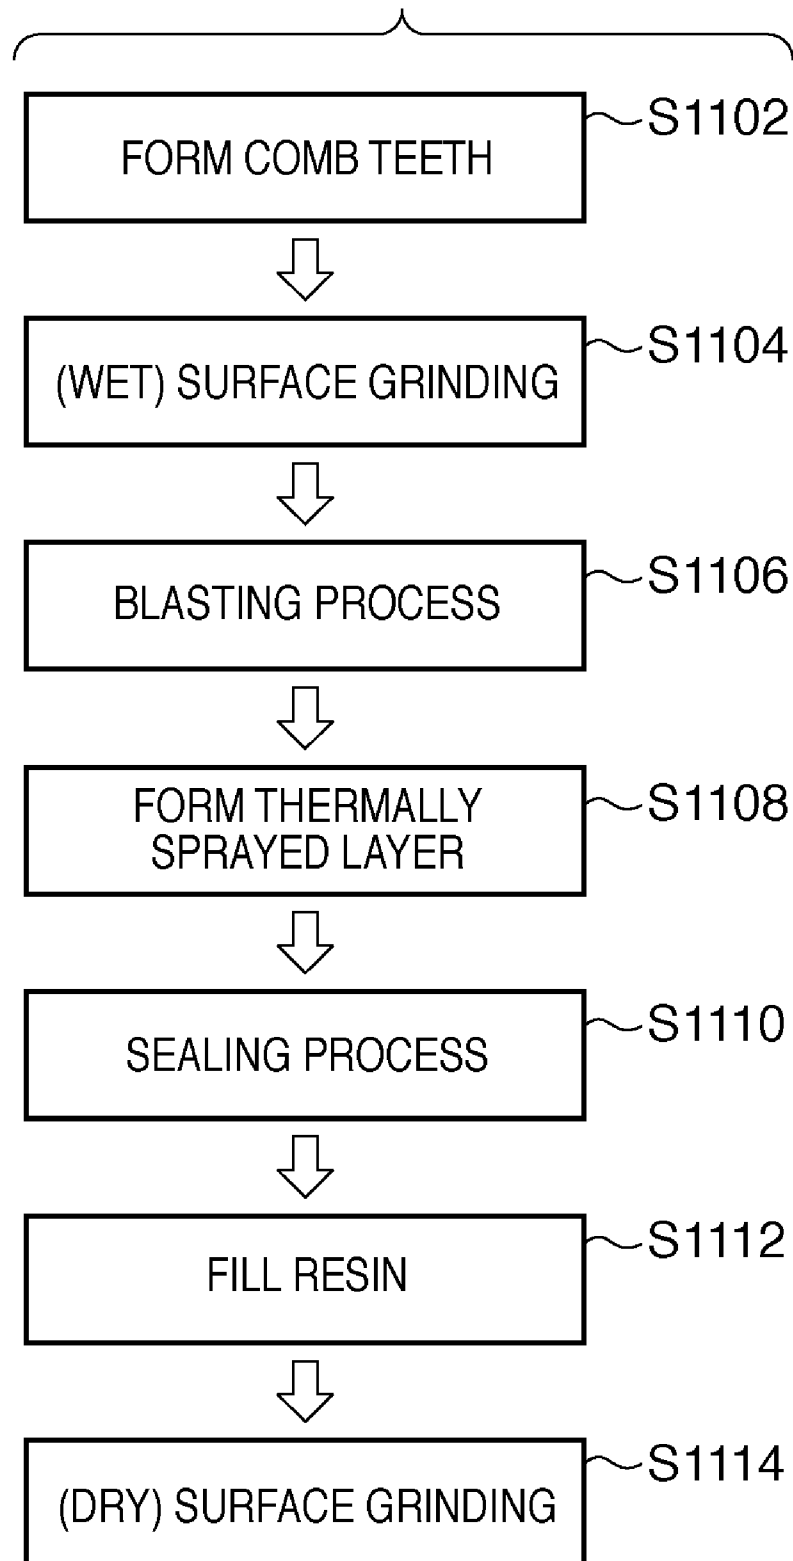 FORM COMB TEETH
S1102
(WET) SURFACE GRINDING
S1104
BLASTING PROCESS
S1106
FORM THERMALLY
SPRAYED LAYER
S1108
SEALING PROCESS
S1110
FILL RESIN
S1112
(DRY) SURFACE GRINDING
S1114